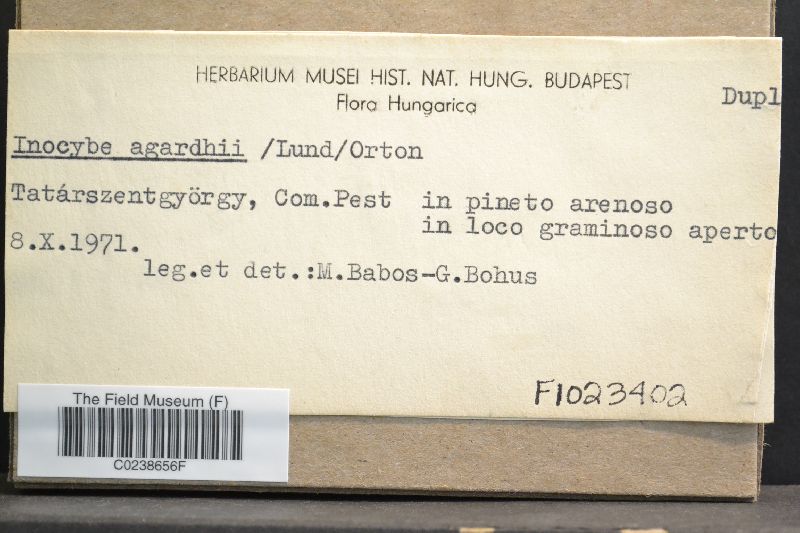 HERBARIUM MUSEI HIST. NAT. HUNG. BUDAPEST
Flora Hungarica
Dupl
Inocybe agardhii /Lund/Orton
Tatárszentgyörgy, Com.Pest in pineto arenoso
in loco graminoso aperto
8.X.1971.
leg.et det.:M.Babos-G.Bohus
F1023402
The Field Museum (F)
C0238656F